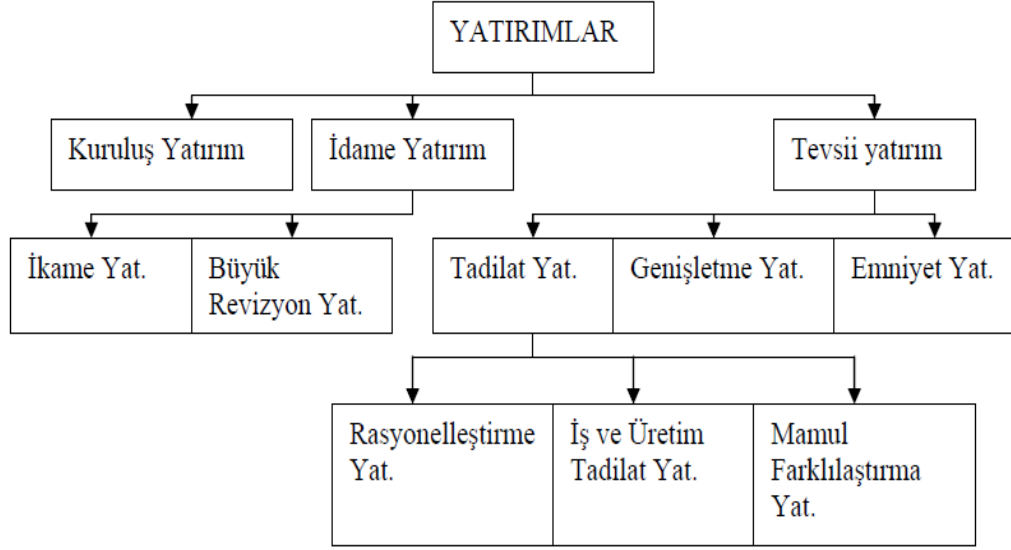 YATIRIMLAR
Kuruluş Yatırım
İdame Yatırım
Tevsii yatırım
İkame Yat.
Büyük
Revizyon Yat.
Tadilat Yat.
Genişletme Yat.
Emniyet Yat.
Rasyonelleştirme
Yat.
İş ve Üretim
Tadilat Yat.
Mamul
Farklılaştırma
Yat.